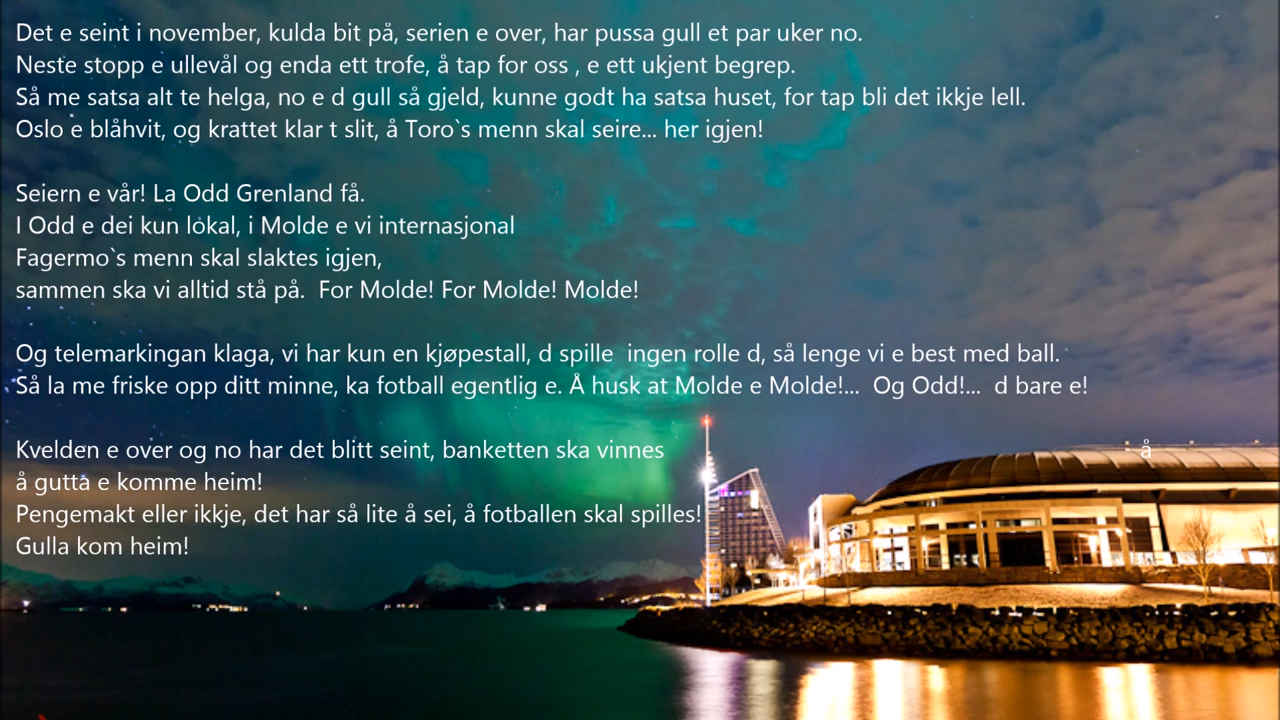 Det e seint i november, kulda bit på, serien e over, har pussa gull et par uker no.
Neste stopp e ullevål og enda ett trofe, å tap for oss , e ett ukjent begrep.
Så me satsa alt te helga, no e d gull så gjeld, kunne godt ha satsa huset, for tap bli det ikkje lell.
Oslo e blåhvit, og krattet klar t slit, å Toro`s menn skal seire... her igjen!
Seiern e vår! La Odd Grenland få.
I Odd e dei kun lokal, i Molde e vi internasjonal
Fagermo`s menn skal slaktes igjen,
sammen ska vi alltid stå på.  For Molde! For Molde! Molde!
Og telemarkingan klaga, vi har kun en kjøpestall, d spille  ingen rolle d, så lenge vi e best med ball.
Så la me friske opp ditt minne, ka fotball egentlig e. Å husk at Molde e Molde!...  Og Odd!...  d bare e!
Kvelden e over og no har det blitt seint, banketten ska vinnes å
å gutta e komme heim!
Pengemakt eller ikkje, det har så lite å sei, å fotballen skal spilles!
Gulla kom heim!